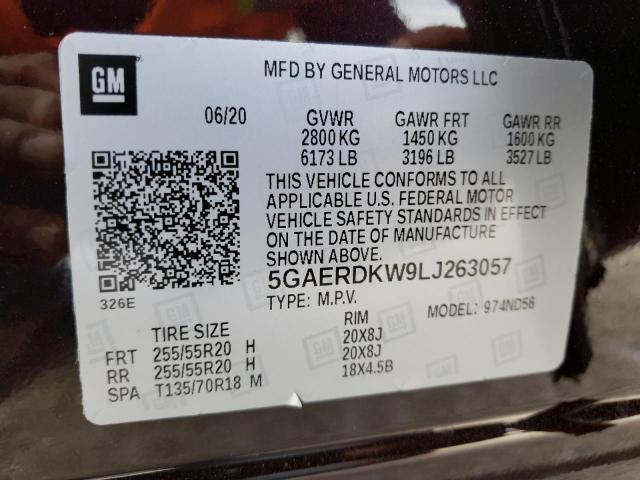 GM
MFD BY GENERAL MOTORS LLC
06/20 GVWR GAWR FRT GAWR RR
2800 KG 1450 KG 1600 KG
6173 LB 3196 LB 3527 LB
THIS VEHICLE CONFORMS TO ALL
APPLICABLE U.S. FEDERAL MOTOR
VEHICLE SAFETY STANDARDS IN EFFECT
ON THE DATE OF MANUFACTURE
SHOWN ABOVE.
5GAERDKW9LJ263057
326E
TYPE: M.P.V. MODEL: 974ND56
TIRE SIZE RIM
FRT 255/55R20 H 20X8J
RR 255/55R20 H 20X8J
SPA T135/70R18 M 18X4.5B